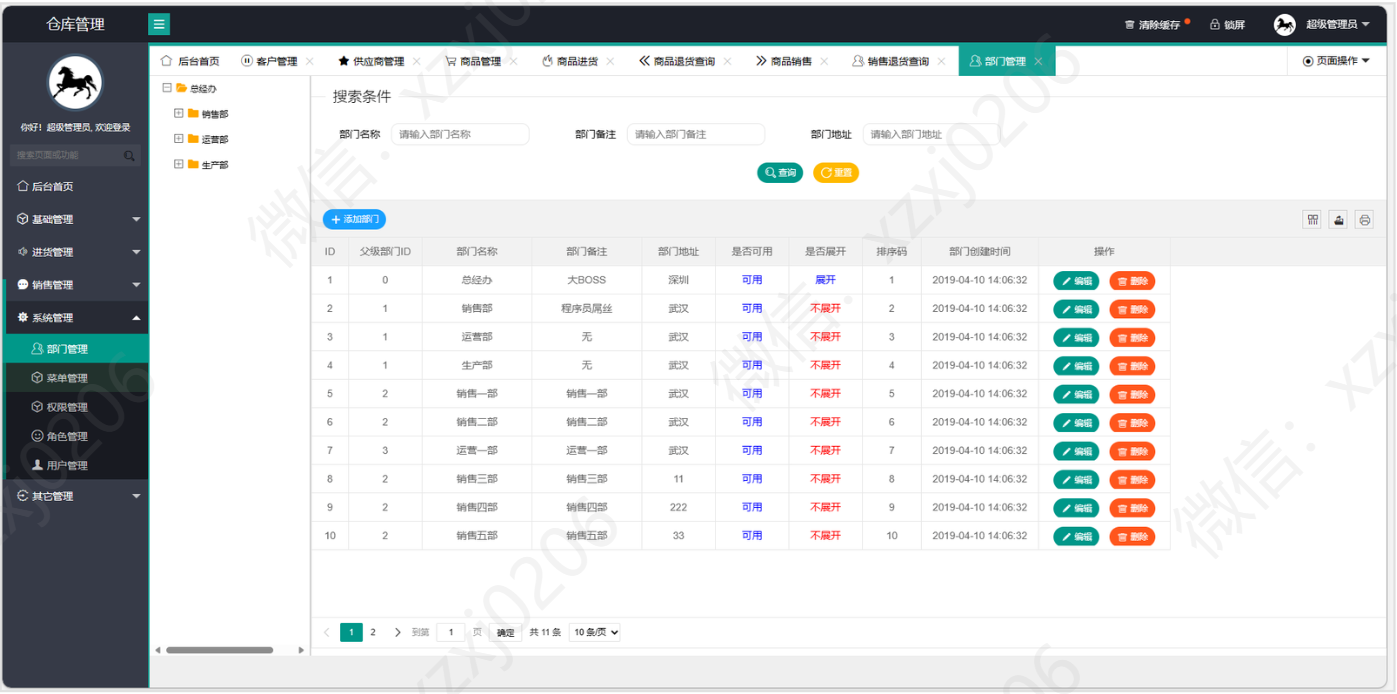 仓库管理
清除缓存 锁屏 超级管理员
后台首页 客户管理 供应商管理 商品管理 商品进货 商品退货查询 商品销售 销售退货查询 部门管理 页面操作
你好！超级管理员, 欢迎登录
搜索页面或功能
后台首页
基础管理
进货管理
销售管理
系统管理
部门管理
菜单管理
权限管理
角色管理
用户管理
其它管理
总经办
销售部
运营部
生产部
搜索条件
部门名称 请输入部门名称 部门备注 请输入部门备注 部门地址 请输入部门地址
查询 重置
添加部门
ID 父级部门ID 部门名称 部门备注 部门地址 是否可用 是否展开 排序码 部门创建时间 操作
1 0 总经办 大BOSS 深圳 可用 展开 1 2019-04-10 14:06:32 编辑 删除
2 1 销售部 程序员屌丝 武汉 可用 不展开 2 2019-04-10 14:06:32 编辑 删除
3 1 运营部 无 武汉 可用 不展开 3 2019-04-10 14:06:32 编辑 删除
4 1 生产部 无 武汉 可用 不展开 4 2019-04-10 14:06:32 编辑 删除
5 2 销售一部 销售一部 武汉 可用 不展开 5 2019-04-10 14:06:32 编辑 删除
6 2 销售二部 销售二部 武汉 可用 不展开 6 2019-04-10 14:06:32 编辑 删除
7 3 运营一部 运营一部 武汉 可用 不展开 7 2019-04-10 14:06:32 编辑 删除
8 2 销售三部 销售三部 11 可用 不展开 8 2019-04-10 14:06:32 编辑 删除
9 2 销售四部 销售四部 222 可用 不展开 9 2019-04-10 14:06:32 编辑 删除
10 2 销售五部 销售五部 33 可用 不展开 10 2019-04-10 14:06:32 编辑 删除
1 2 到第 1 页 确定 共 11 条 10 条/页
微信：xzxj0206